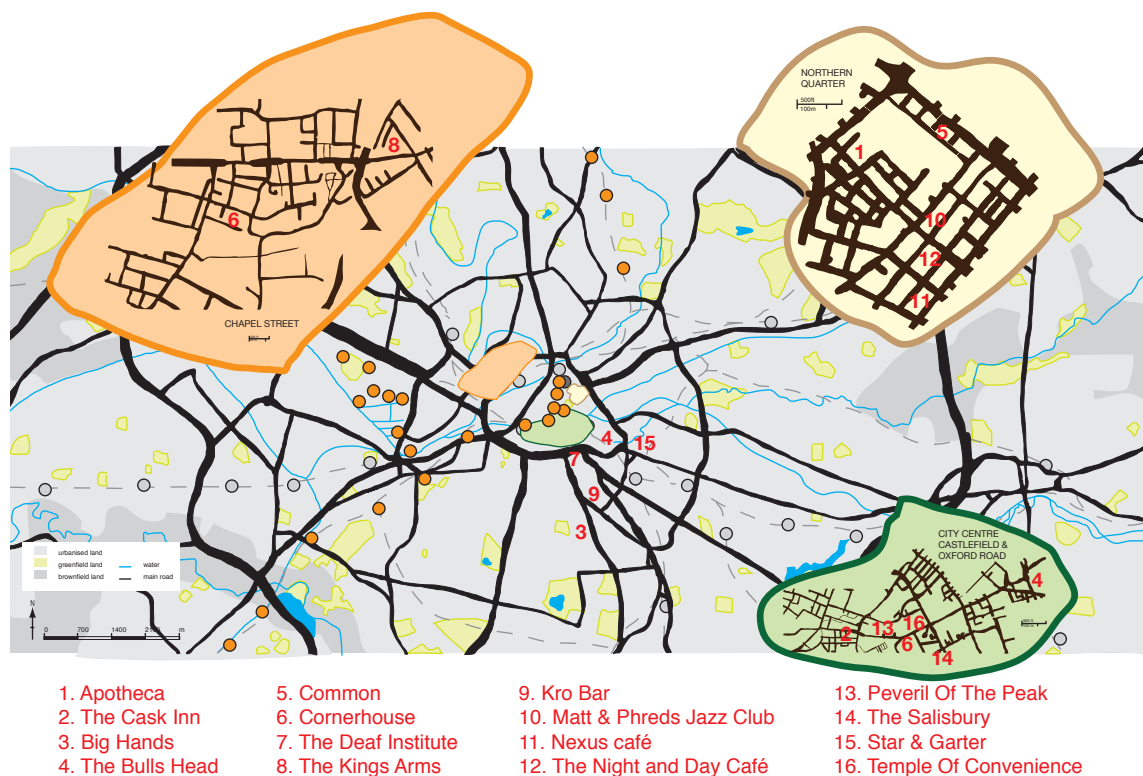 NORTHERN
QUARTER
500ft
100m
5
1
10
12
11
8
6
CHAPEL STREET
4
15
7
9
3
urbanised land
greenfield land
brownfield land
water
main road
N
0 700 1400 m
CITY CENTRE
CASTLEFIELD &
OXFORD ROAD
4
2
13
16
6
14
1. Apotheca
2. The Cask Inn
3. Big Hands
4. The Bulls Head
5. Common
6. Cornerhouse
7. The Deaf Institute
8. The Kings Arms
9. Kro Bar
10. Matt & Phreds Jazz Club
11. Nexus café
12. The Night and Day Café
13. Peveril Of The Peak
14. The Salisbury
15. Star & Garter
16. Temple Of Convenience